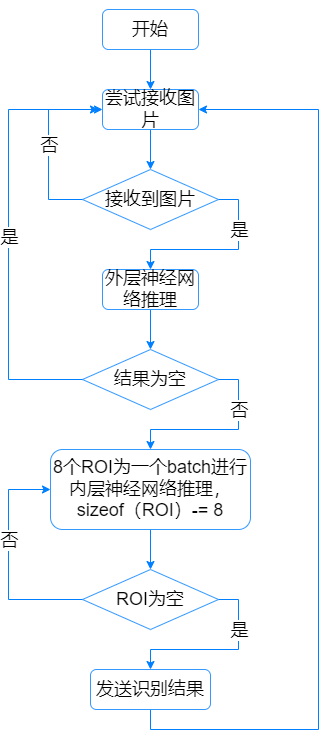 开始
尝试接收图
片
否
接收到图片
是
是
外层神经网
络推理
结果为空
否
8个ROI为一个batch进行
内层神经网络推理，
sizeof（ROI）-= 8
否
ROI为空
是
发送识别结果